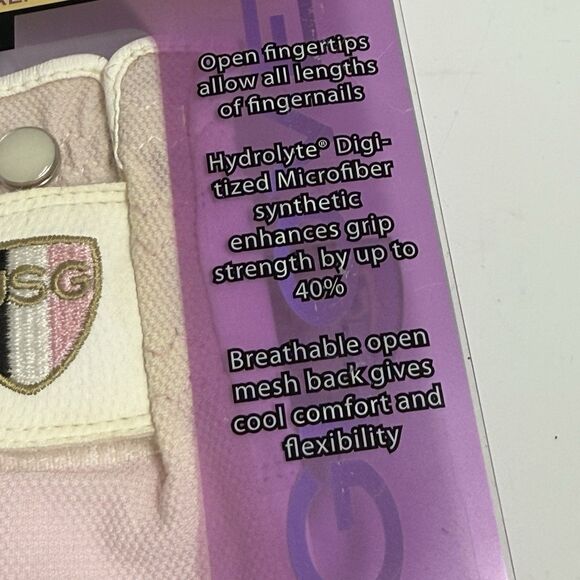 Open fingertips
allow all lengths
of fingernails
Hydrolyte® Digi-
tized Microfiber
synthetic
enhances grip
strength by up to
40%
Breathable open
mesh back gives
cool comfort and
flexibility
USG